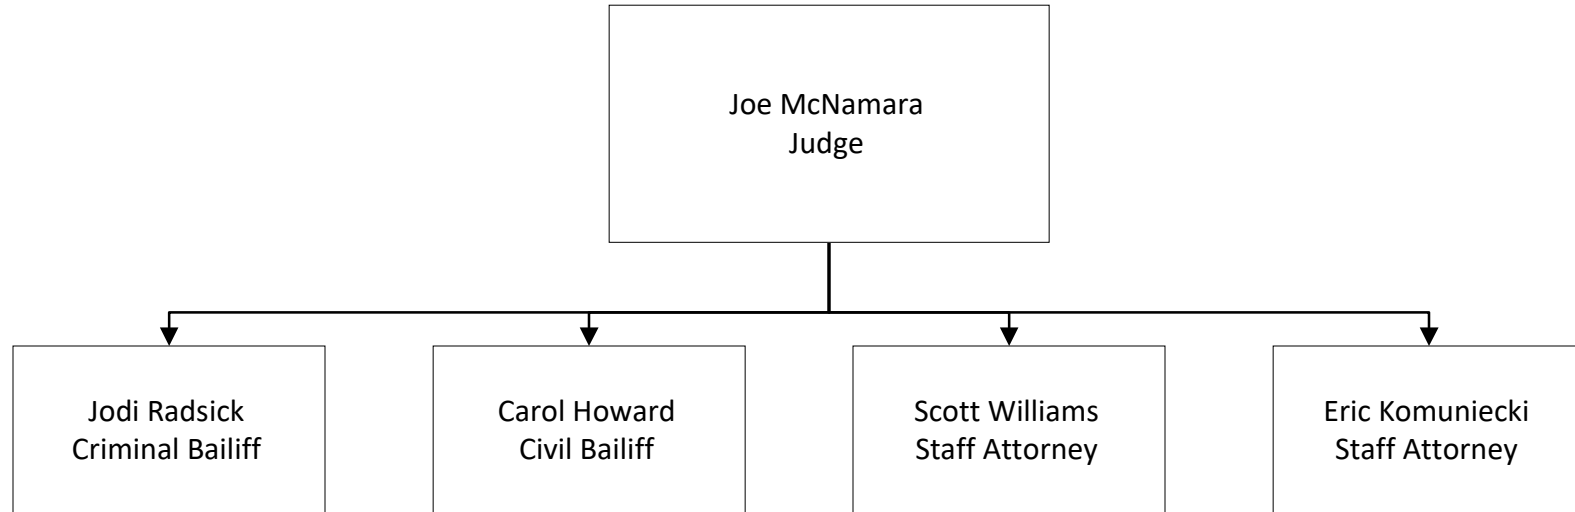 Joe McNamara
Judge
Jodi Radsick
Criminal Bailiff
Carol Howard
Civil Bailiff
Scott Williams
Staff Attorney
Eric Komuniecki
Staff Attorney